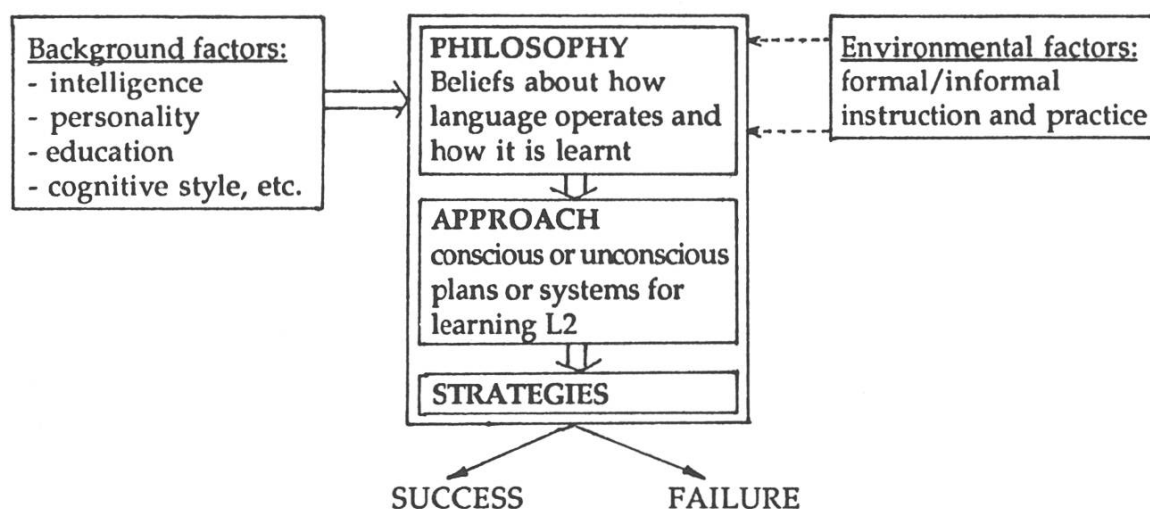 Background factors:
- intelligence
- personality
- education
- cognitive style, etc.
PHILOSOPHY
Beliefs about how
language operates and
how it is learnt
APPROACH
conscious or unconscious
plans or systems for
learning L2
STRATEGIES
Environmental factors:
formal/informal
instruction and practice
SUCCESS
FAILURE